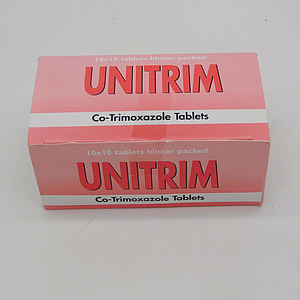 10x10 tablets blister packed
UNITRIM
Co-Trimoxazole Tablets
10x10 tablets blister packed
UNITRIM
Co-Trimoxazole Tablets